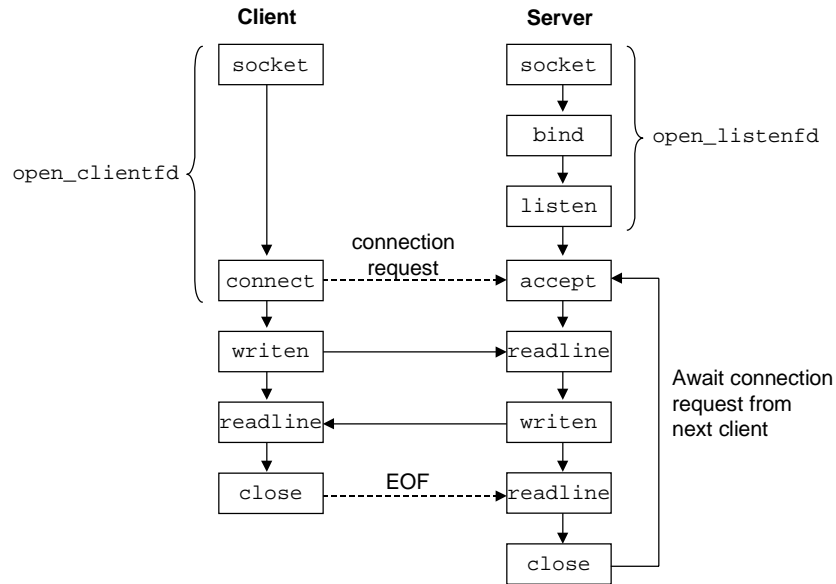 Client
Server
socket
socket
open_clientfd
bind
open_listenfd
listen
connection
request
connect
accept
writen
readline
Await connection
request from
next client
readline
writen
close
EOF
readline
close